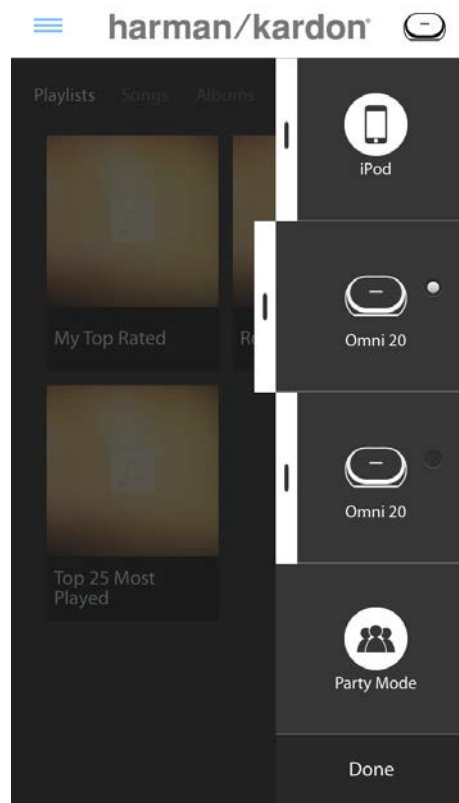 harman/kardon
Playlists Songs Albums
iPod
My Top Rated
Omni 20
Omni 20
Top 25 Most
Played
Party Mode
Done